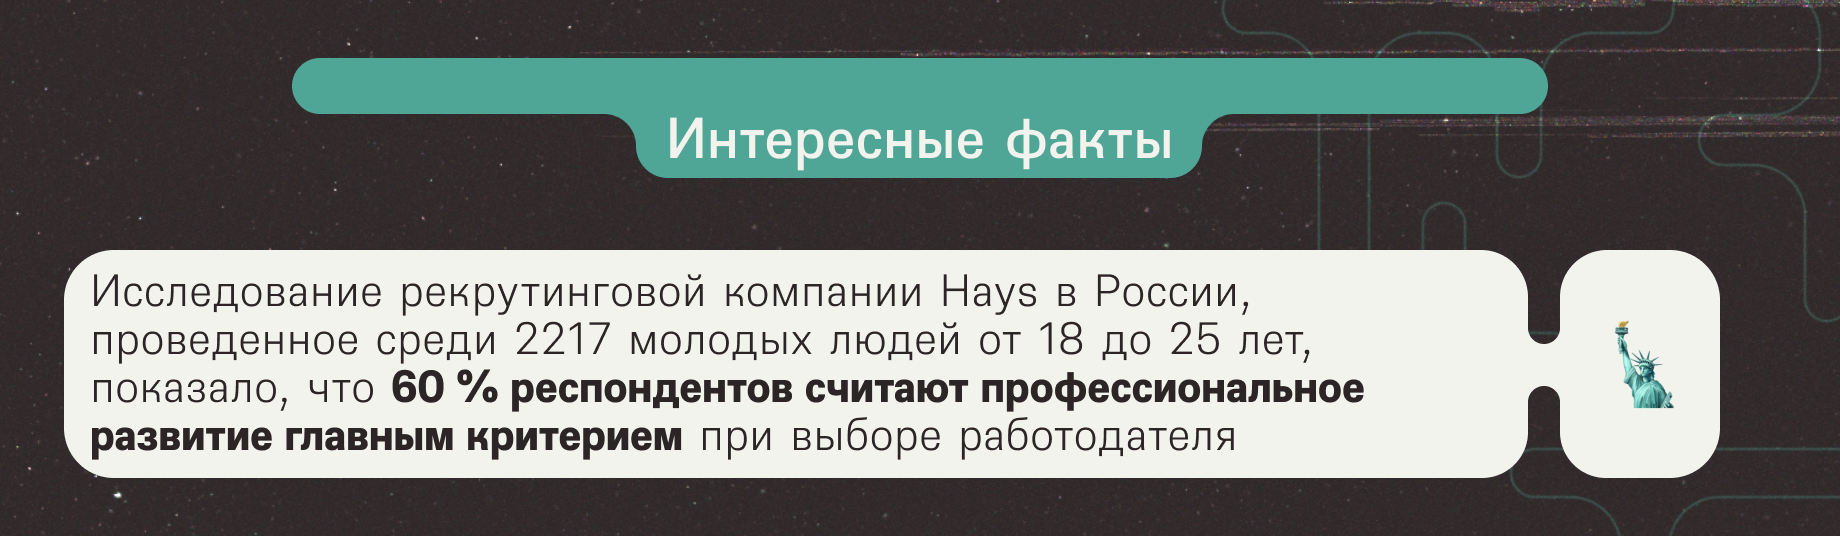 Интересные факты
Исследование рекрутинговой компании Hays в России,
проведенное среди 2217 молодых людей от 18 до 25 лет,
показало, что 60 % респондентов считают профессиональное
развитие главным критерием при выборе работодателя